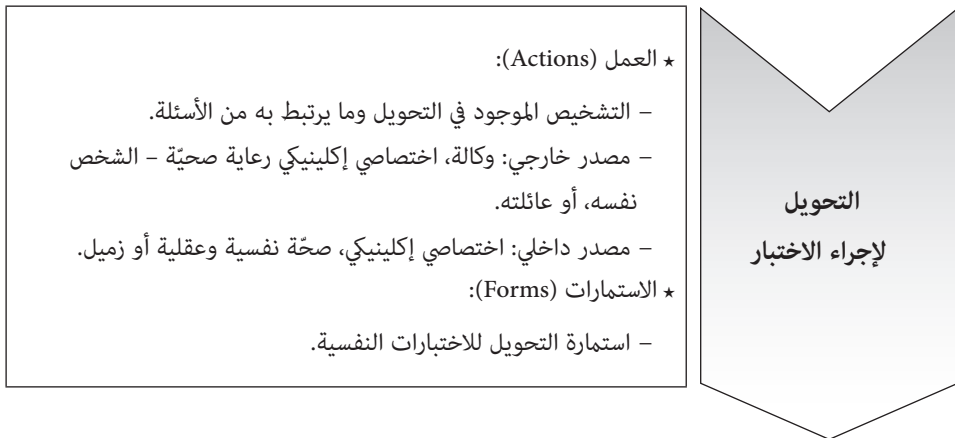 التحويل
لإجراء الاختبار
★ العمل (Actions):
– التشخيص الموجود في التحويل وما يرتبط به من الأسئلة.
– مصدر خارجي: وكالة، اختصاصي إكلينيكي رعاية صحيّة – الشخص
نفسه، أو عائلته.
– مصدر داخلي: اختصاصي إكلينيكي، صحّة نفسية وعقلية أو زميل.
★ الاستمارات (Forms):
– استمارة التحويل للاختبارات النفسية.